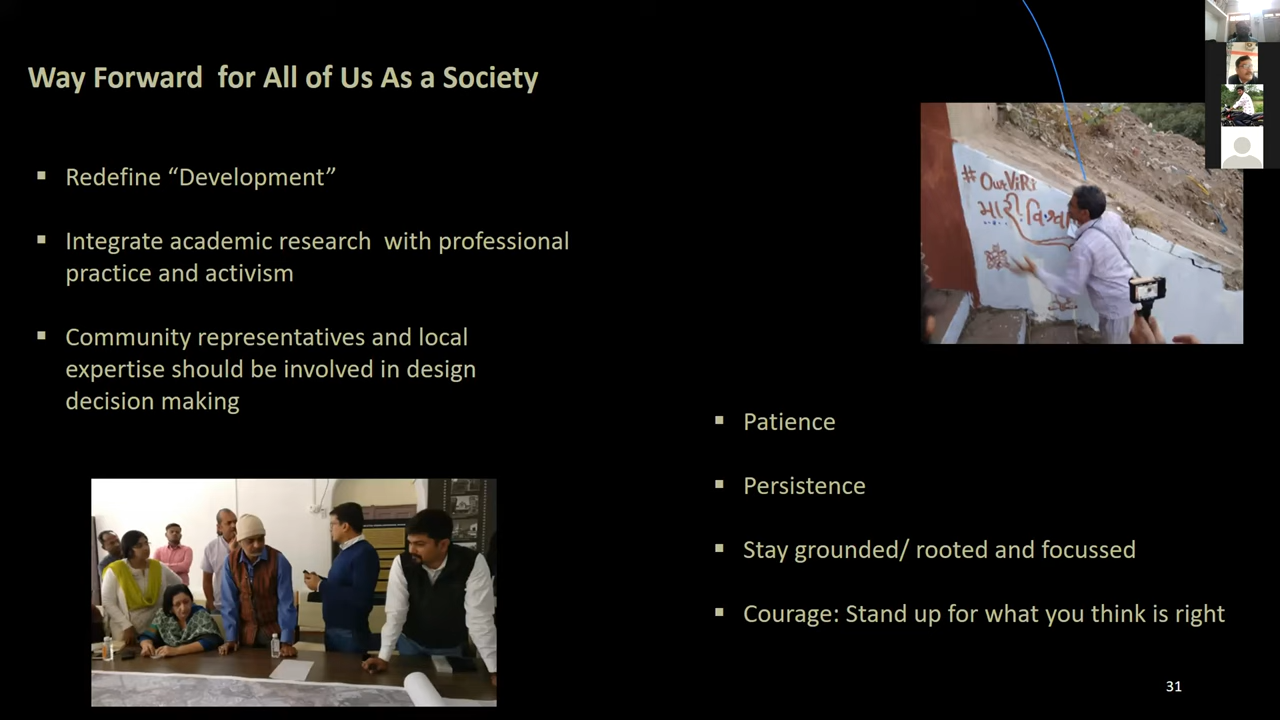 Way Forward  for All of Us As a Society
▪ Redefine “Development”
▪ Integrate academic research  with professional
practice and activism
▪ Community representatives and local
expertise should be involved in design
decision making
# OurViRi
મારી વિશ્વા
▪ Patience
▪ Persistence
▪ Stay grounded/ rooted and focussed
▪ Courage: Stand up for what you think is right
31